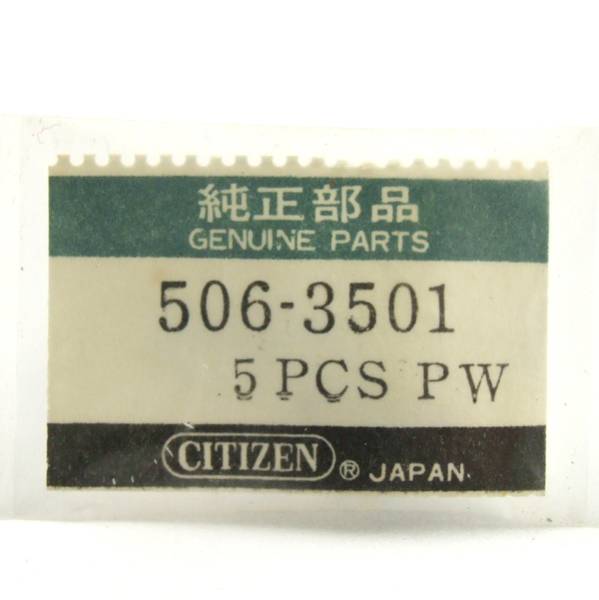 純正部品
GENUINE PARTS
506-3501
5 PCS PW
CITIZEN ® JAPAN